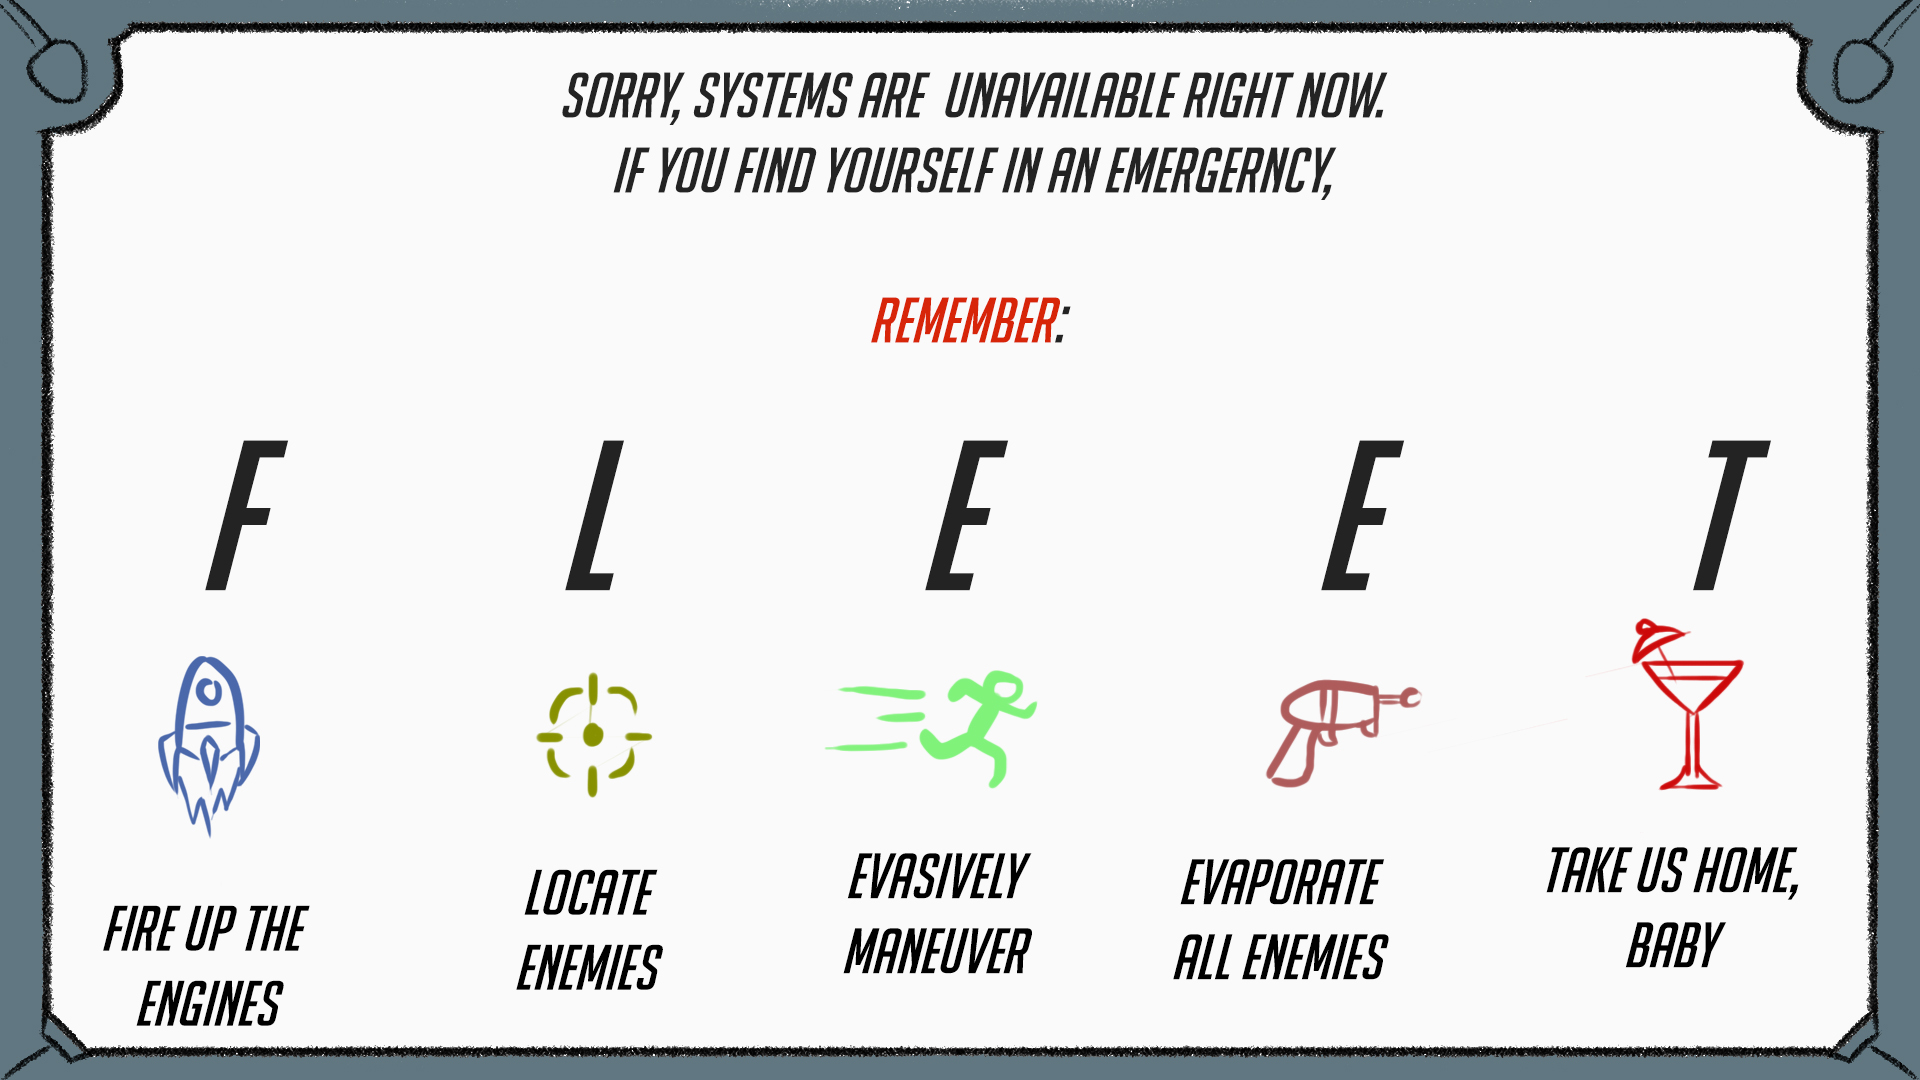 SORRY, SYSTEMS ARE UNAVAILABLE RIGHT NOW.
IF YOU FIND YOURSELF IN AN EMERGERNCY,
REMEMBER:
F L E E T
FIRE UP THE
ENGINES
LOCATE
ENEMIES
EVASIVELY
MANEUVER
EVAPORATE
ALL ENEMIES
TAKE US HOME,
BABY